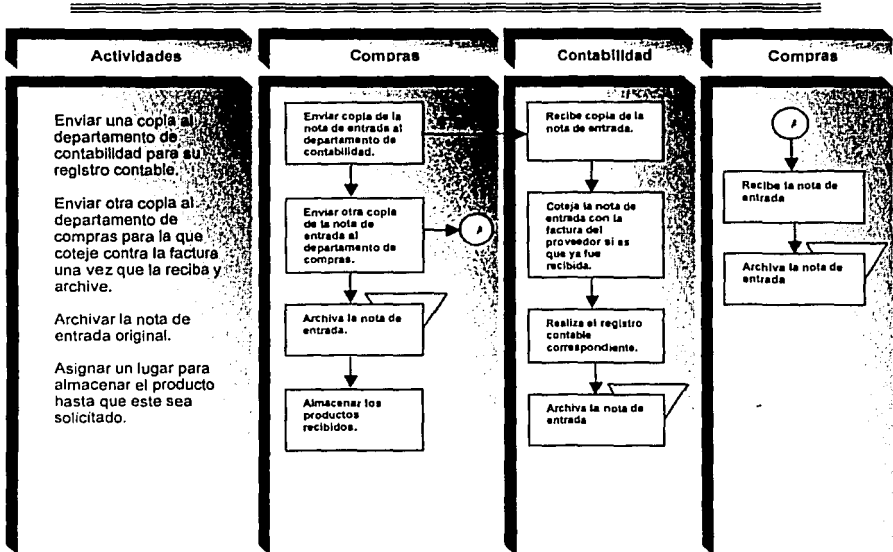 Actividades
Compras
Contabilidad
Compras
Enviar una copia al
departamento de
contabilidad para su
registro contable.
Enviar otra copia al
departamento de
compras para la que
coteje contra la factura
una vez que la reciba y
archive.
Archivar la nota de
entrada original.
Asignar un lugar para
almacenar el producto
hasta que este sea
solicitado.
Enviar copia de la
nota de entrada al
departamento de
contabilidad.
Enviar otra copia
de la nota de
entrada al
departamento de
compras.
Archiva la nota de
entrada.
Almacenar los
productos
recibidos.
Recibe copia de la
nota de entrada.
Coteja la nota de
entrada con la
factura del
proveedor si es
que ya fue
recibida.
Realiza el registro
contable
correspondiente.
Archiva la nota de
entrada
Recibe la nota de
entrada
Archiva la nota de
entrada